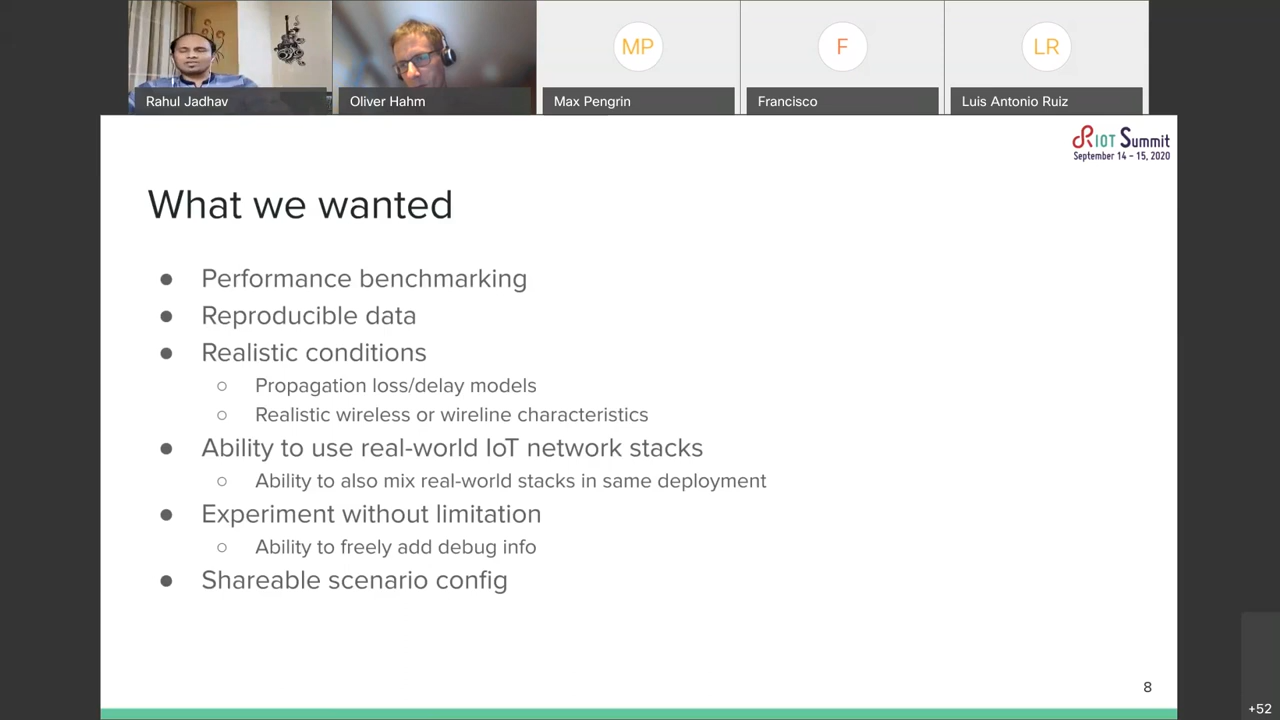 MP
F
LR
Rahul Jadhav
Oliver Hahm
Max Pengrin
Francisco
Luis Antonio Ruiz
RIOT Summit
September 14 – 15, 2020
What we wanted
● Performance benchmarking
● Reproducible data
● Realistic conditions
○ Propagation loss/delay models
○ Realistic wireless or wireline characteristics
● Ability to use real-world IoT network stacks
○ Ability to also mix real-world stacks in same deployment
● Experiment without limitation
○ Ability to freely add debug info
● Shareable scenario config
8
+52